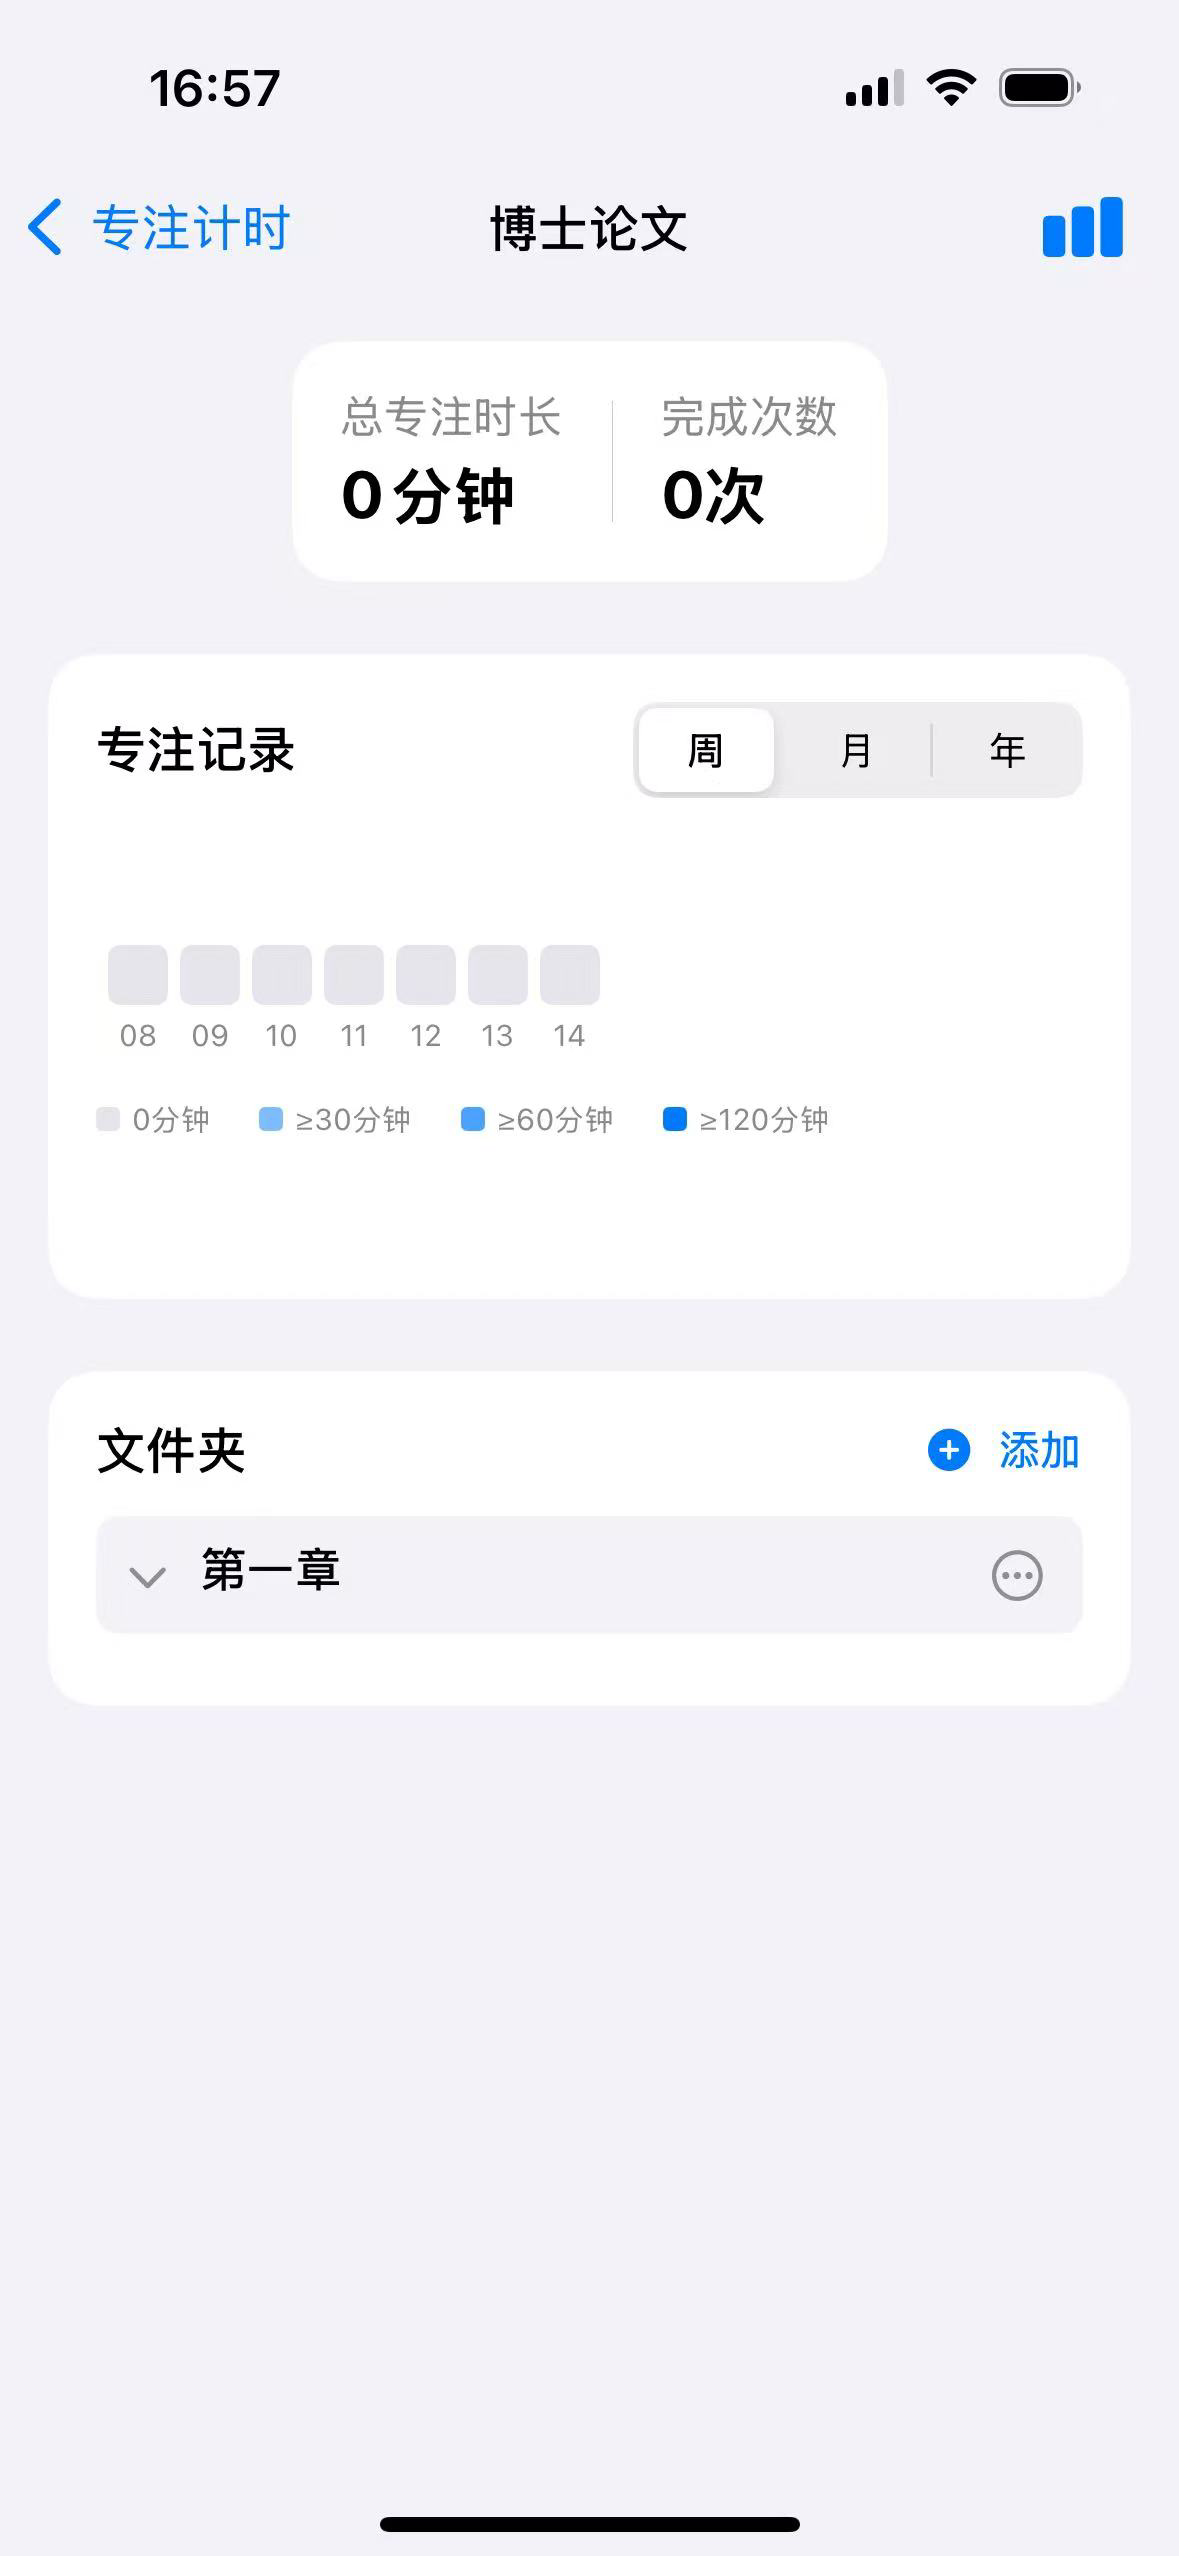 16:57
专注计时 博士论文
总专注时长 完成次数
0分钟 0次
专注记录 周 月 年
08 09 10 11 12 13 14
0分钟 ≥30分钟 ≥60分钟 ≥120分钟
文件夹 添加
第一章